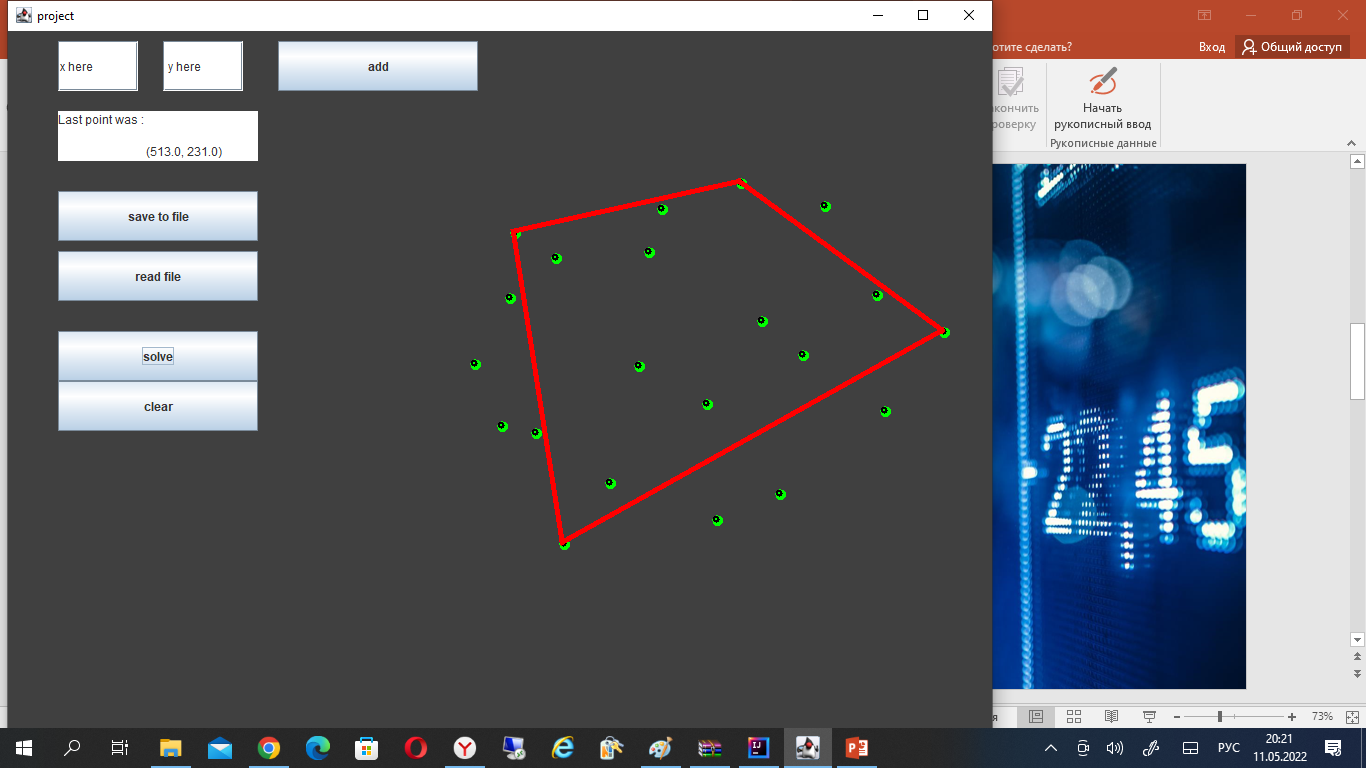 project
x here
y here
add
Last point was :
(513.0, 231.0)
save to file
read file
solve
clear
отите сделать?
Вход
Общий доступ
кончить
роверку
Начать
рукописный ввод
Рукописные данные
45
я
73%
РУС
20:21
11.05.2022